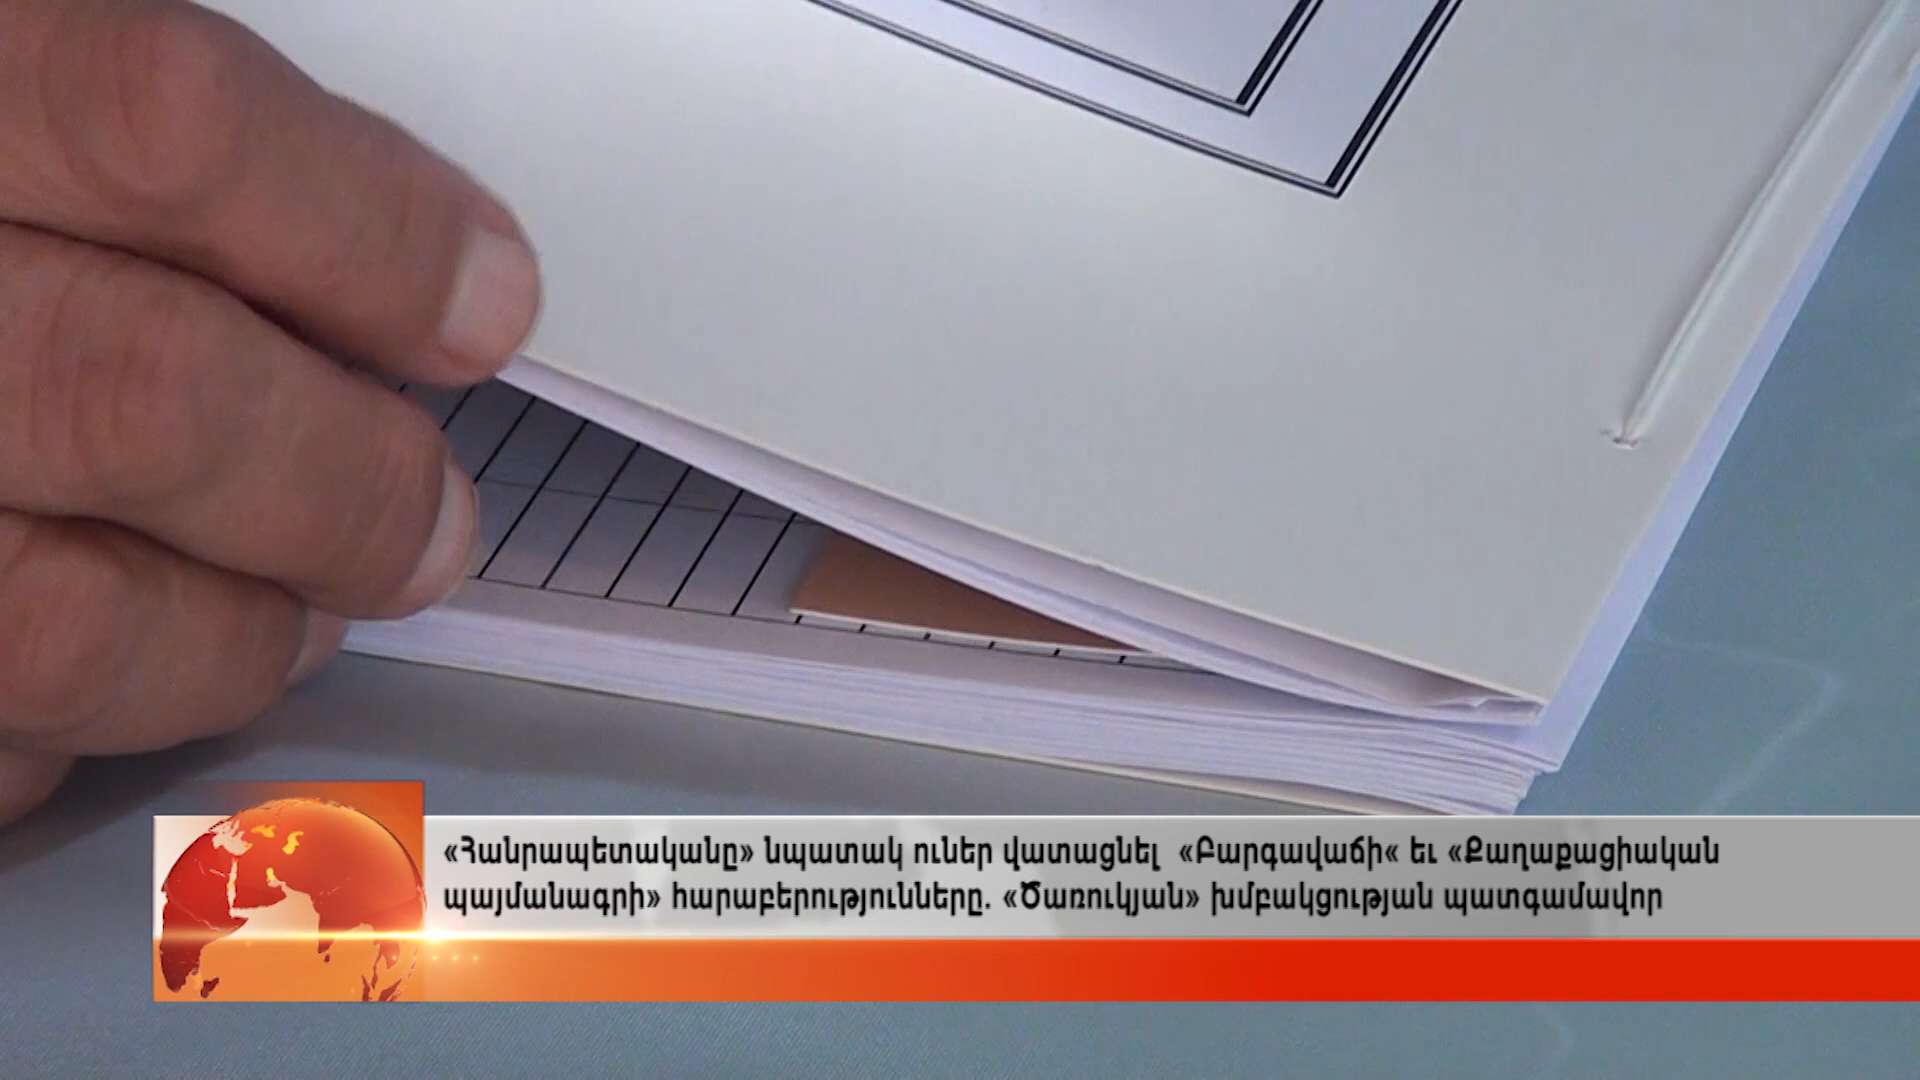 «Հանրապետականը» նպատակ ուներ վատացնել «Բարգավաճի« եւ «Քաղաքացիական
պայմանագրի» հարաբերությունները. «Ծառուկյան» խմբակցության պատգամավոր